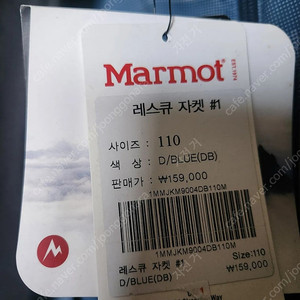 Marmot
레스큐 자켓 #1
사이즈 : 110
색 상 : D/BLUE(DB)
판매가 : ₩159,000
1MMJKM9004DB110M
1MMJKM9004DB110M
레스큐 자켓 #1
Size:110
D/BLUE(DB)
₩159,000
Way